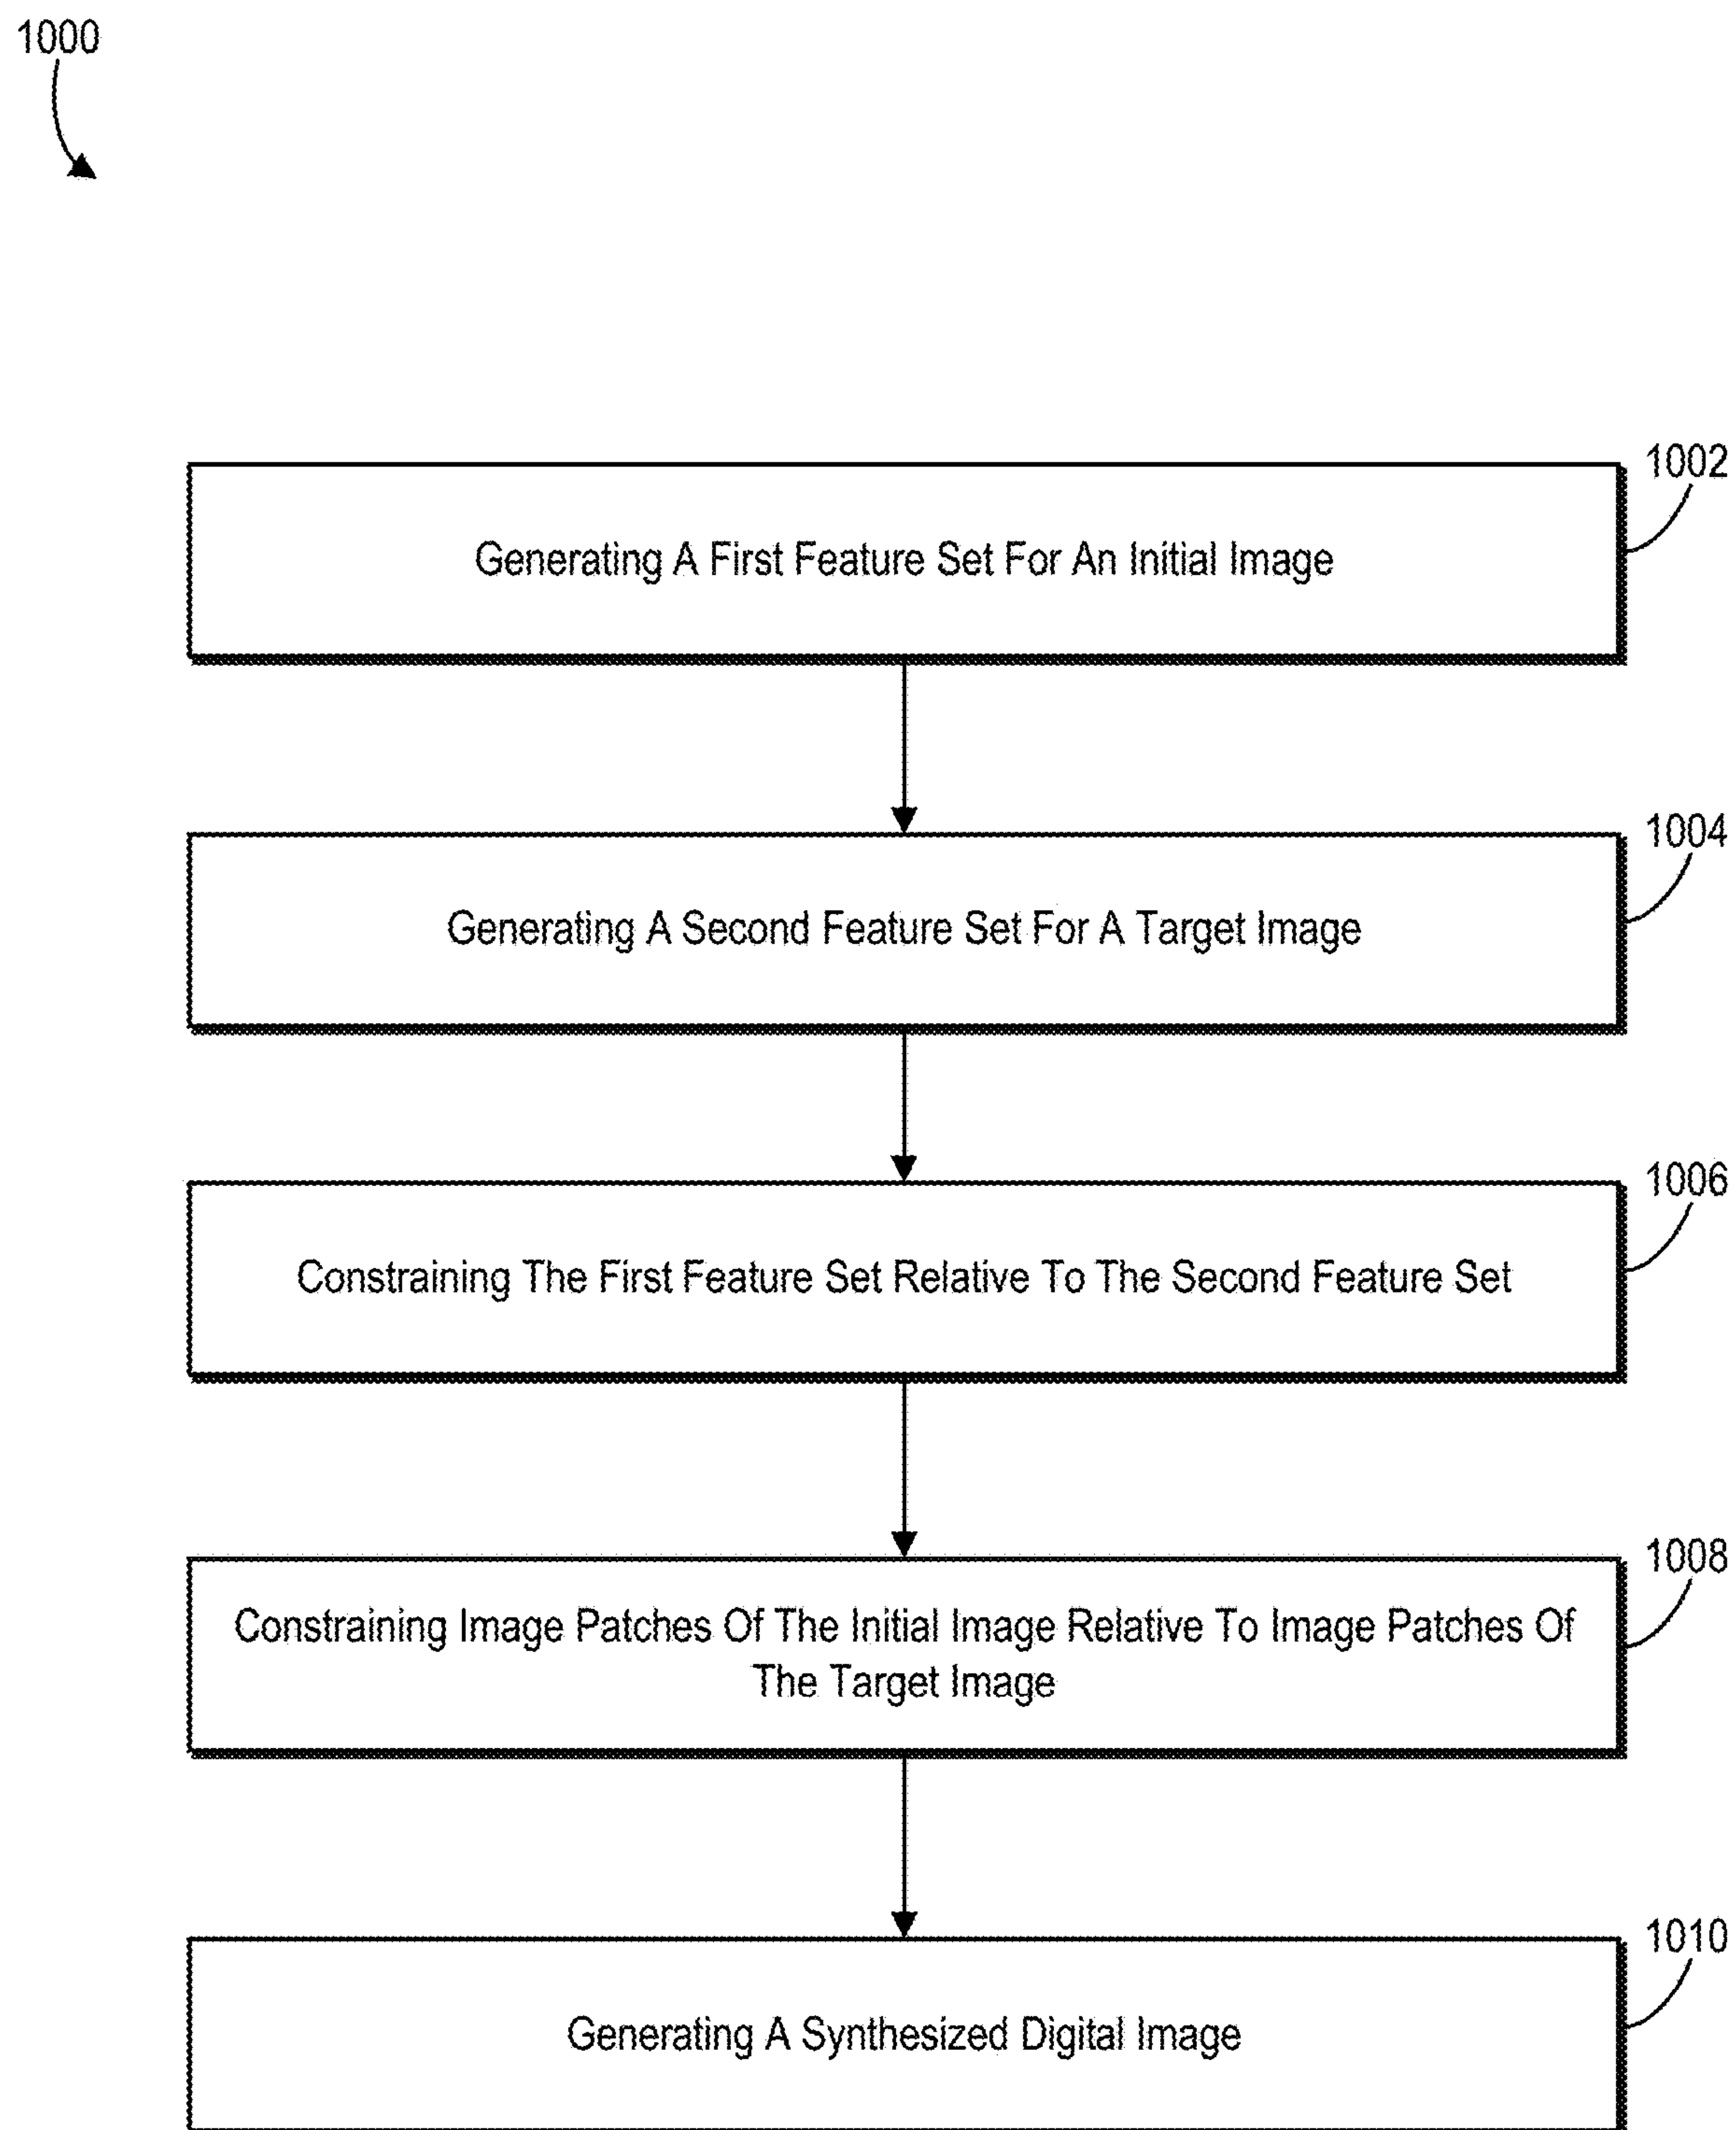 1000
1002
Generating A First Feature Set For An Initial Image
1004
Generating A Second Feature Set For A Target Image
1006
Constraining The First Feature Set Relative To The Second Feature Set
1008
Constraining Image Patches Of The Initial Image Relative To Image Patches Of
The Target Image
1010
Generating A Synthesized Digital Image